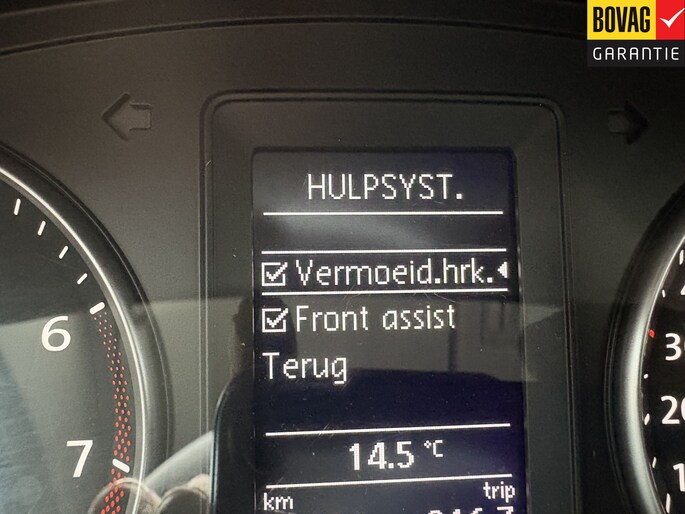 BOVAG
GARANTIE
HULPSYST.
Vermoeid.hrk.
Front assist
Terug
14.5 °C
km trip
6
7